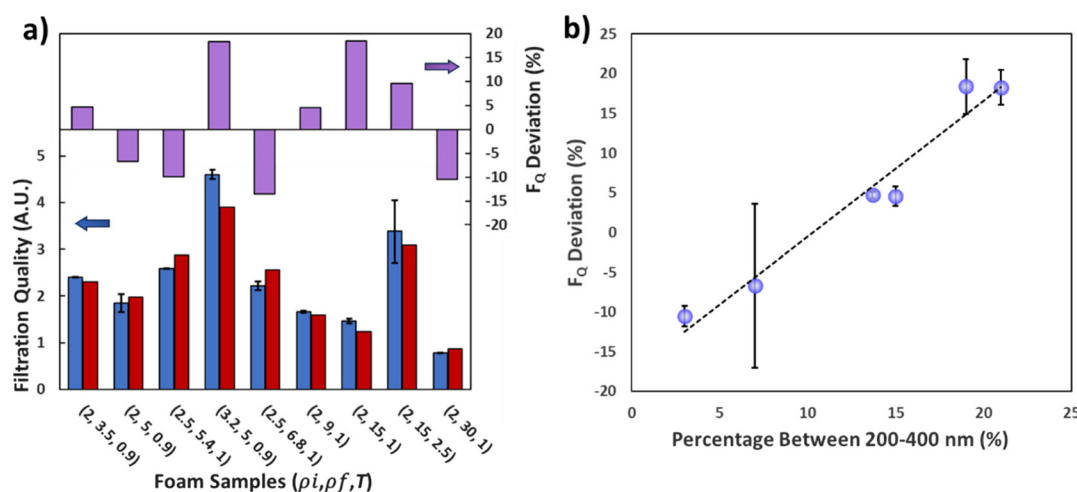 a)
20
15
10
5
0
-5
-10
-15
-20
F_Q Deviation (%)
5
4
3
2
1
0
Filtration Quality (A.U.)
(2, 3.5, 0.9)
(2, 5, 0.9)
(2.5, 5.4, 1)
(3.2, 5, 0.9)
(2.5, 6.8, 1)
(2, 9, 1)
(2, 15, 1)
(2, 15, 2.5)
(2, 30, 1)
Foam Samples (ρi,ρf,T)
b)
25
20
15
10
5
0
-5
-10
-15
-20
F_Q Deviation (%)
0
5
10
15
20
25
Percentage Between 200-400 nm (%)